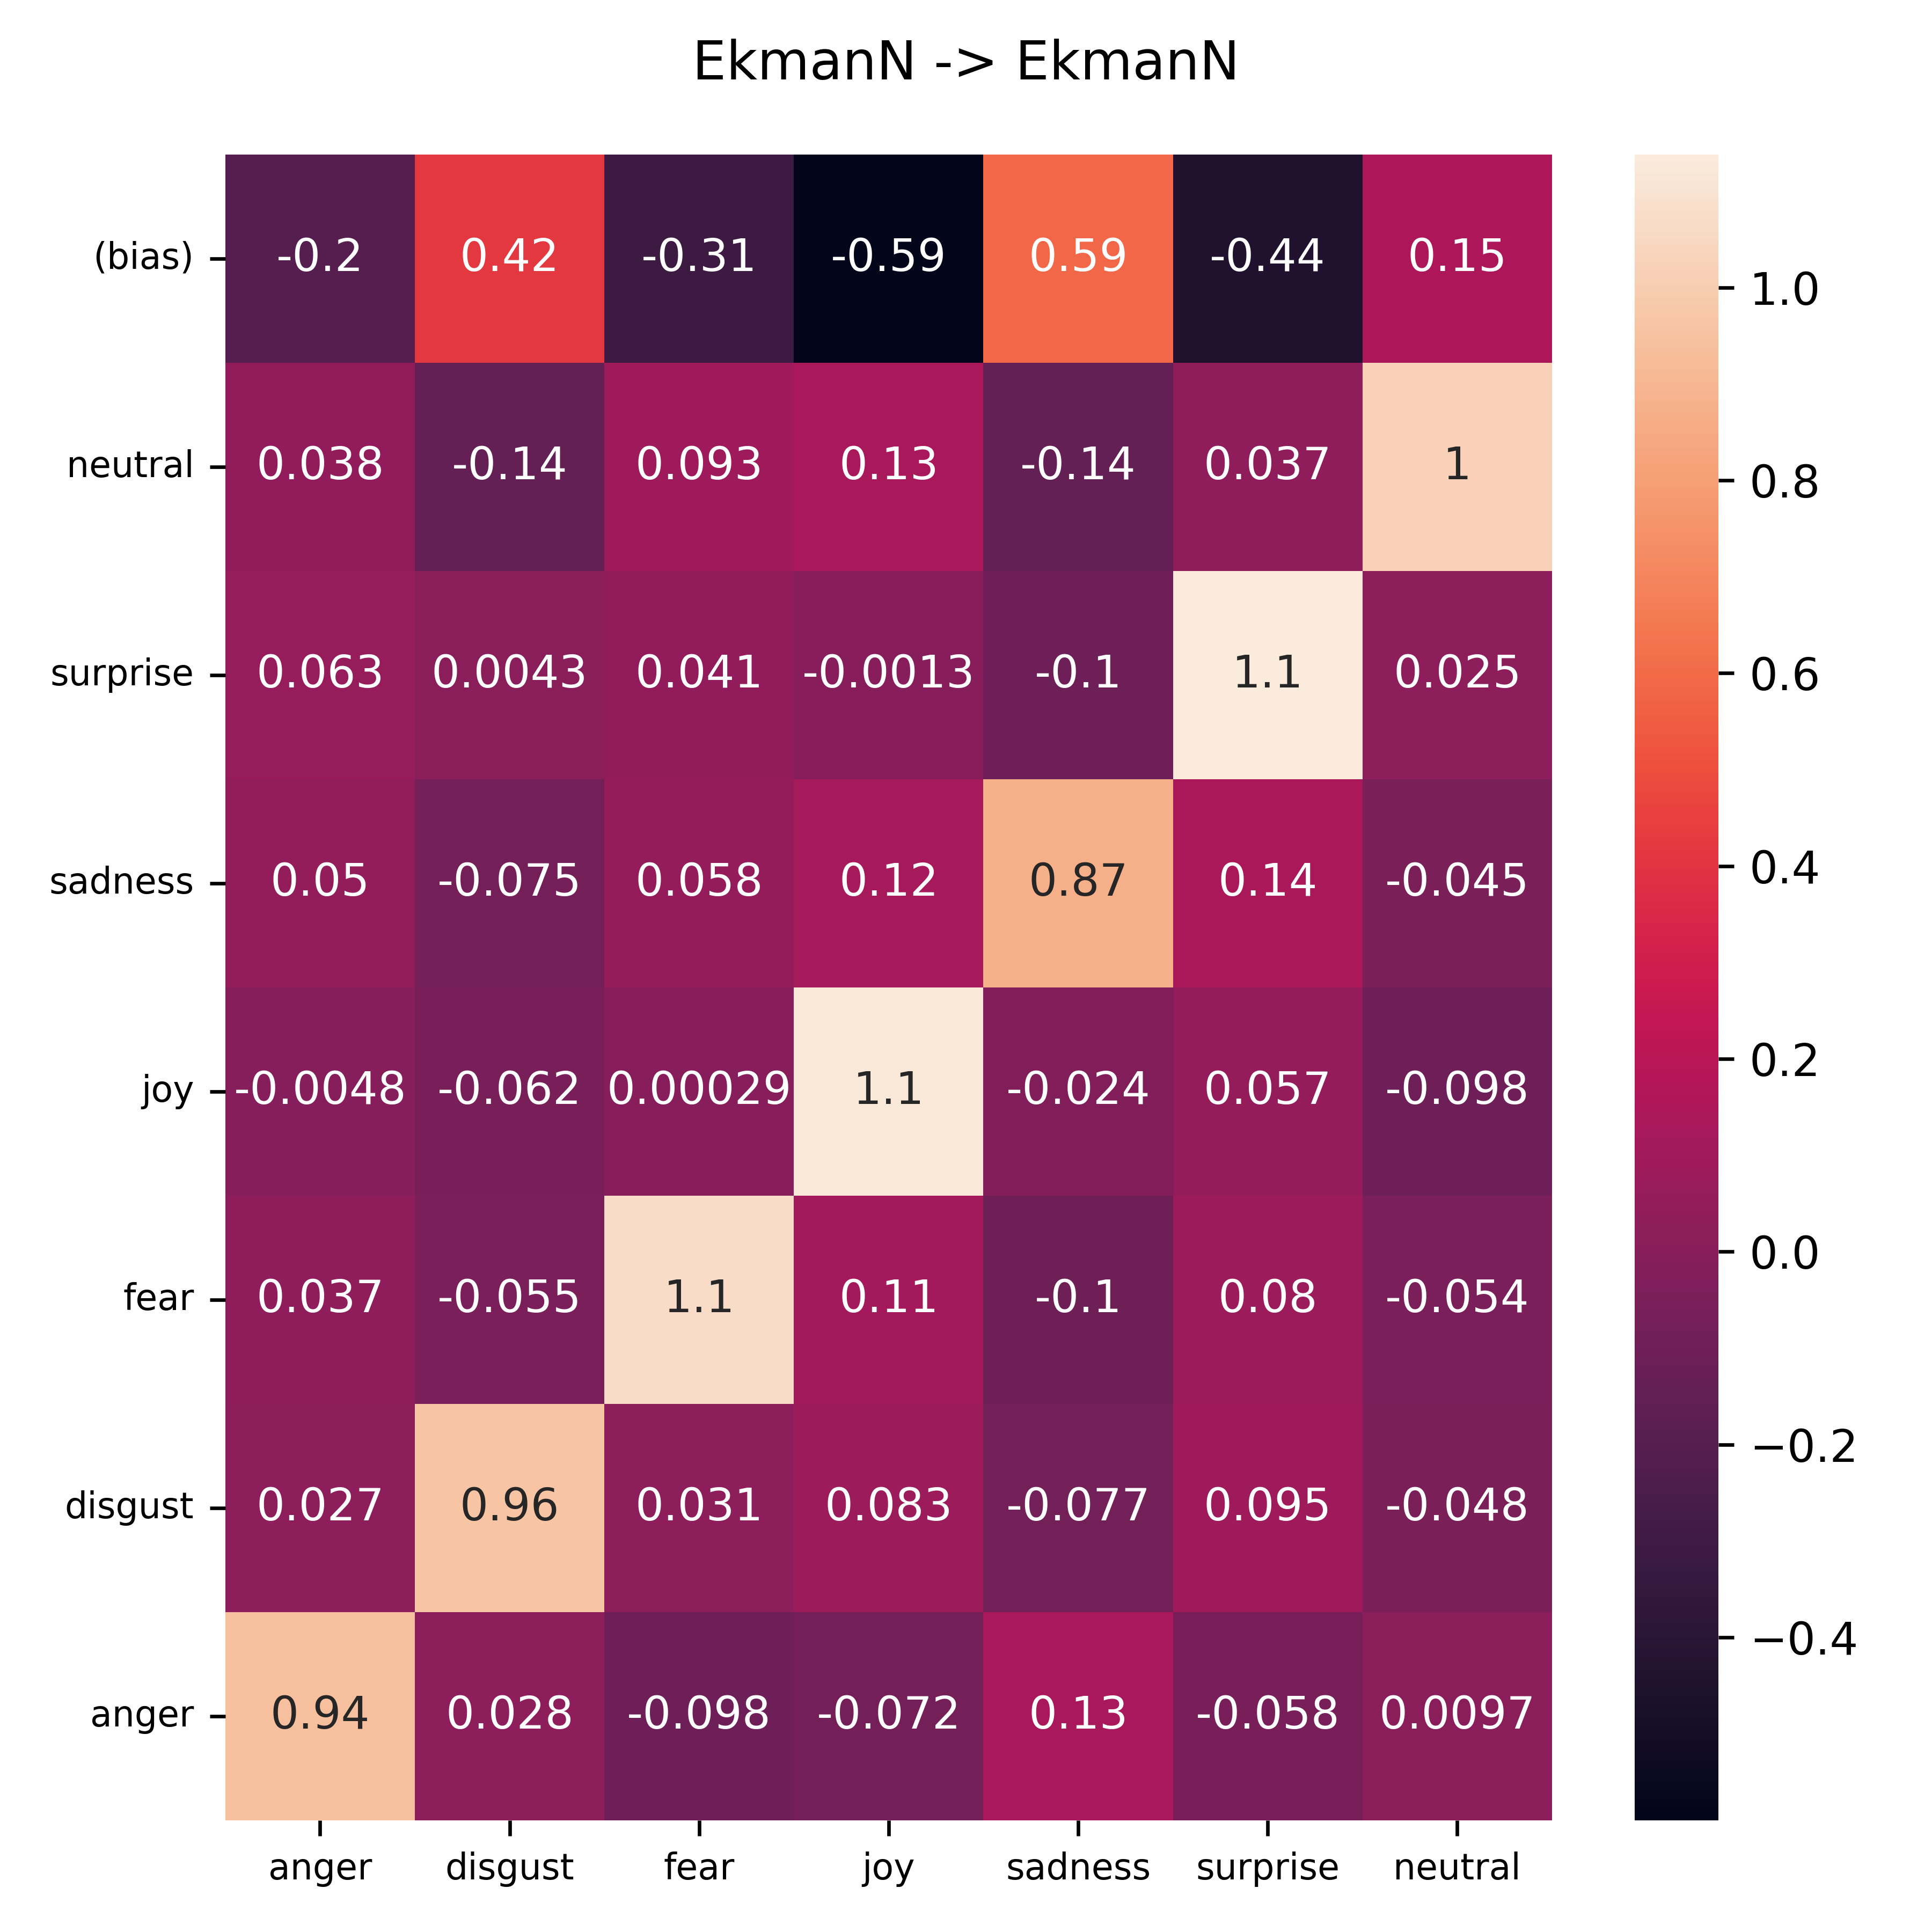 EkmanN -> EkmanN
(bias) -0.2 0.42 -0.31 -0.59 0.59 -0.44 0.15
neutral 0.038 -0.14 0.093 0.13 -0.14 0.037 1
surprise 0.063 0.0043 0.041 -0.0013 -0.1 1.1 0.025
sadness 0.05 -0.075 0.058 0.12 0.87 0.14 -0.045
joy -0.0048 -0.062 0.00029 1.1 -0.024 0.057 -0.098
fear 0.037 -0.055 1.1 0.11 -0.1 0.08 -0.054
disgust 0.027 0.96 0.031 0.083 -0.077 0.095 -0.048
anger 0.94 0.028 -0.098 -0.072 0.13 -0.058 0.0097
anger disgust fear joy sadness surprise neutral
1.0
0.8
0.6
0.4
0.2
0.0
−0.2
−0.4